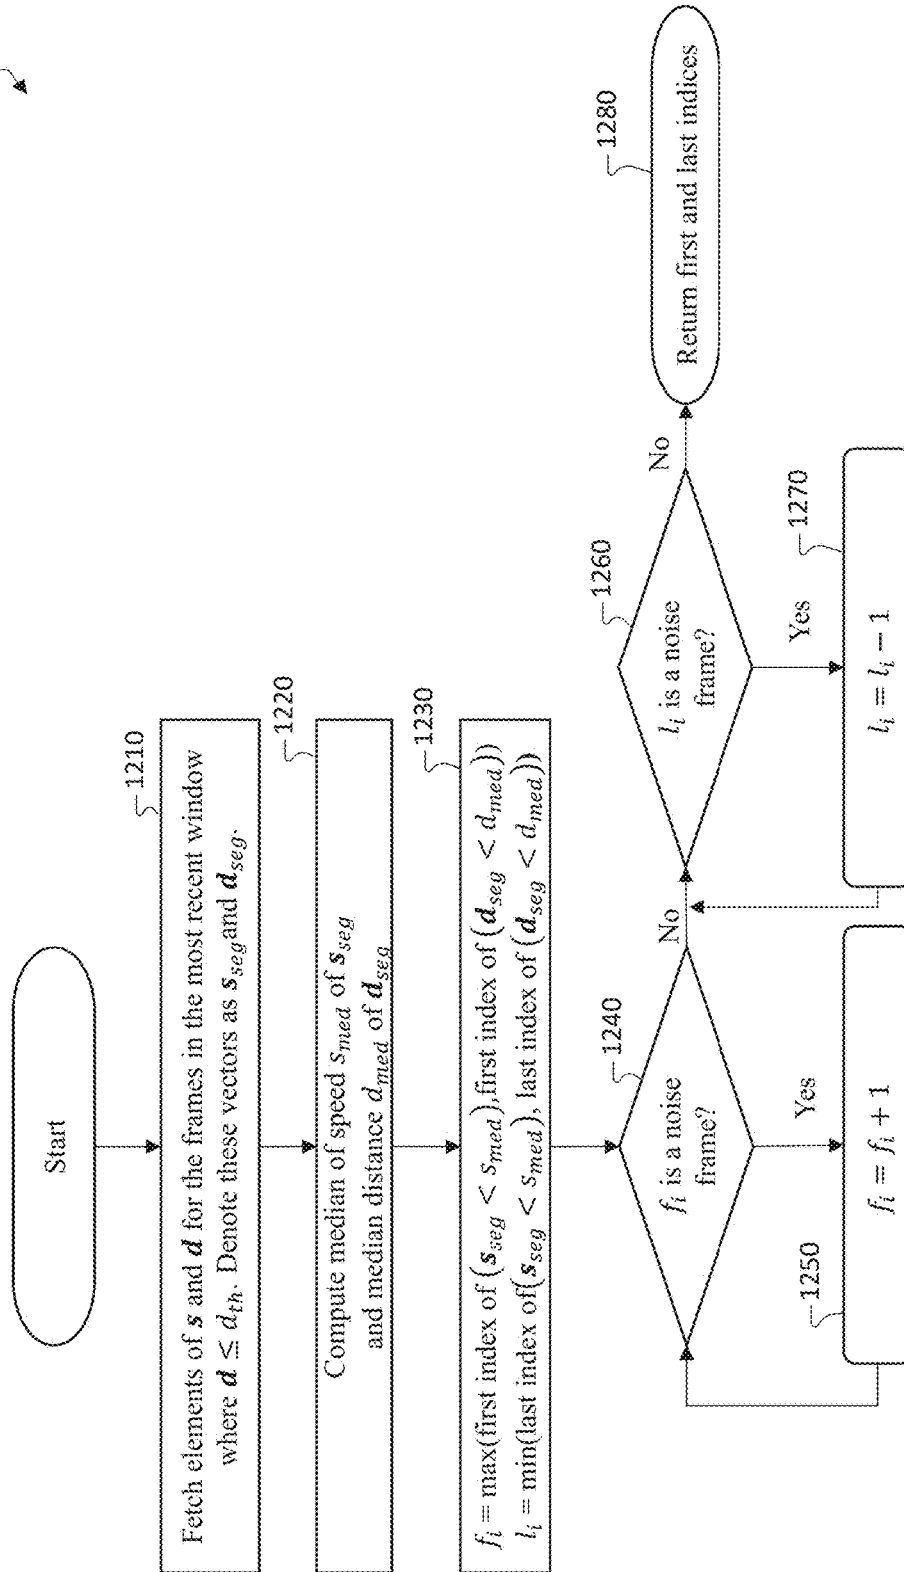 Start
1210
Fetch elements of s and d for the frames in the most recent window
where d ≤ d_th. Denote these vectors as s_seg and d_seg.
1220
Compute median of speed s_med of s_seg
and median distance d_med of d_seg
1230
f_i = max(first index of (s_seg < s_med),first index of (d_seg < d_med))
l_i = min(last index of(s_seg < s_med), last index of (d_seg < d_med))
1240
f_i is a noise
frame?
Yes
No
1250
f_i = f_i + 1
1260
l_i is a noise
frame?
Yes
No
1270
l_i = l_i − 1
1280
Return first and last indices